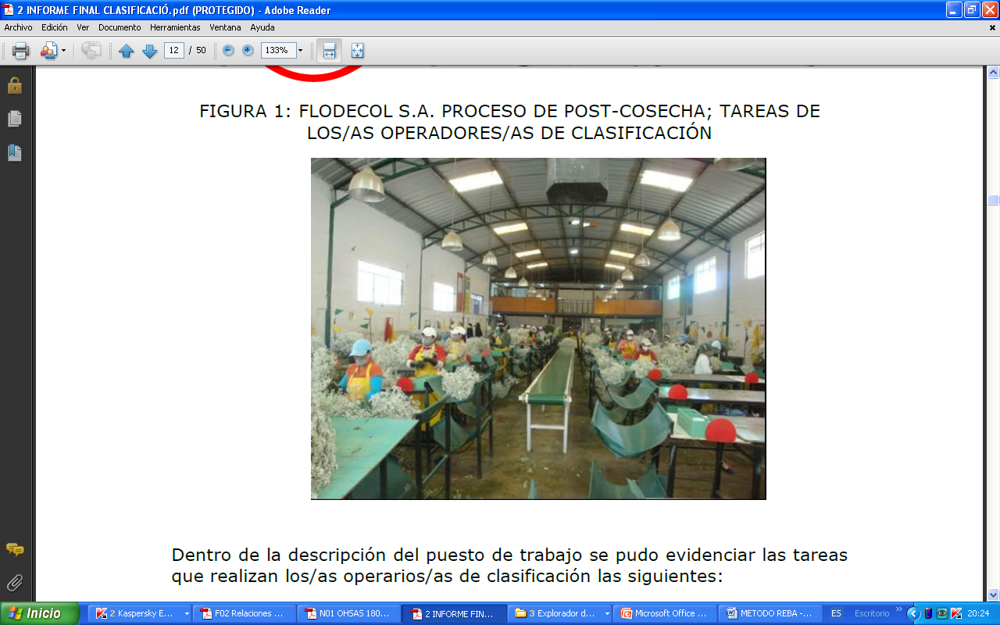 2 INFORME FINAL CLASIFICACIÓ.pdf (PROTEGIDO) - Adobe Reader
Archivo Edición Ver Documento Herramientas Ventana Ayuda
12 / 50 133%
FIGURA 1: FLODECOL S.A. PROCESO DE POST-COSECHA; TAREAS DE
LOS/AS OPERADORES/AS DE CLASIFICACIÓN
Dentro de la descripción del puesto de trabajo se pudo evidenciar las tareas
que realizan los/as operarios/as de clasificación las siguientes:
Inicio 2 Kaspersky E... F02 Relaciones ... N01 OHSAS 180... 2 INFORME FIN... 3 Explorador d... Microsoft Office ... METODO REBA -... ES Escritorio 20:24